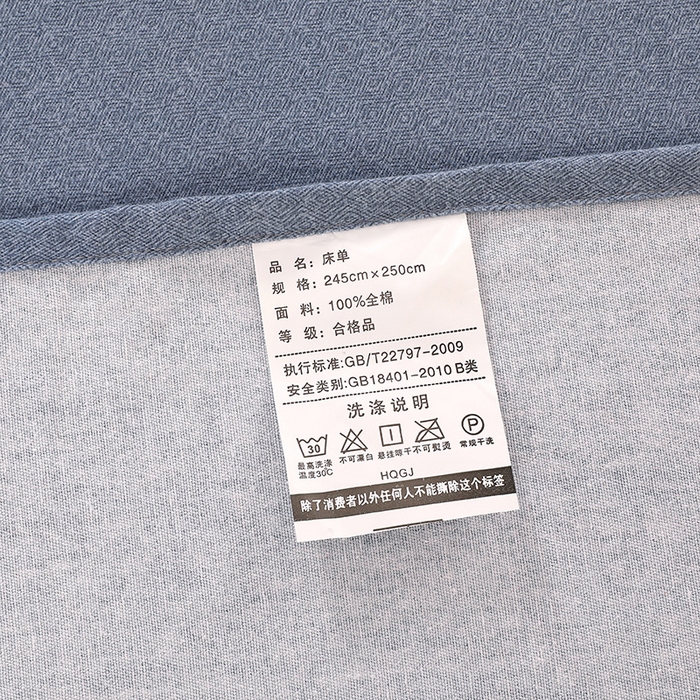 品 名：床单
规 格：245cm×250cm
面 料：100%全棉
等 级：合格品
执行标准:GB/T22797-2009
安全类别:GB18401-2010 B类
洗涤说明
30 P
最高洗涤温度30C 不可漂白 悬挂晾干 不可熨烫 常规干洗
HQGJ
除了消费者以外任何人不能撕除这个标签